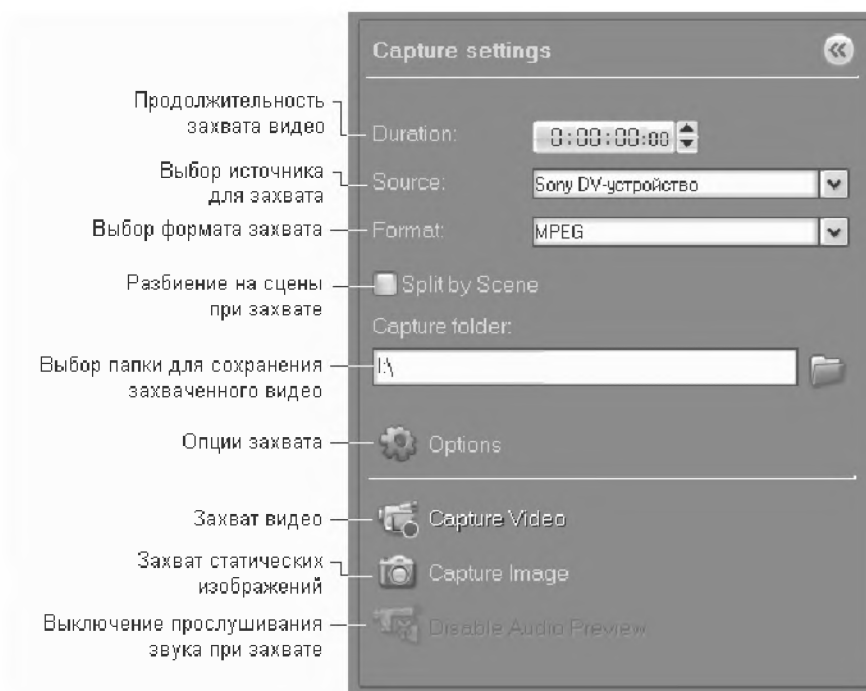 Capture settings
Продолжительность
захвата видео
Duration:
0:00:00:00
Выбор источника
для захвата
Source:
Sony DV-устройство
Выбор формата захвата
Format:
MPEG
Разбиение на сцены
при захвате
Split by Scene
Capture folder:
Выбор папки для сохранения
захваченного видео
I:\
Опции захвата
Options
Захват видео
Capture Video
Захват статических
изображений
Capture Image
Выключение прослушивания
звука при захвате
Disable Audio Preview